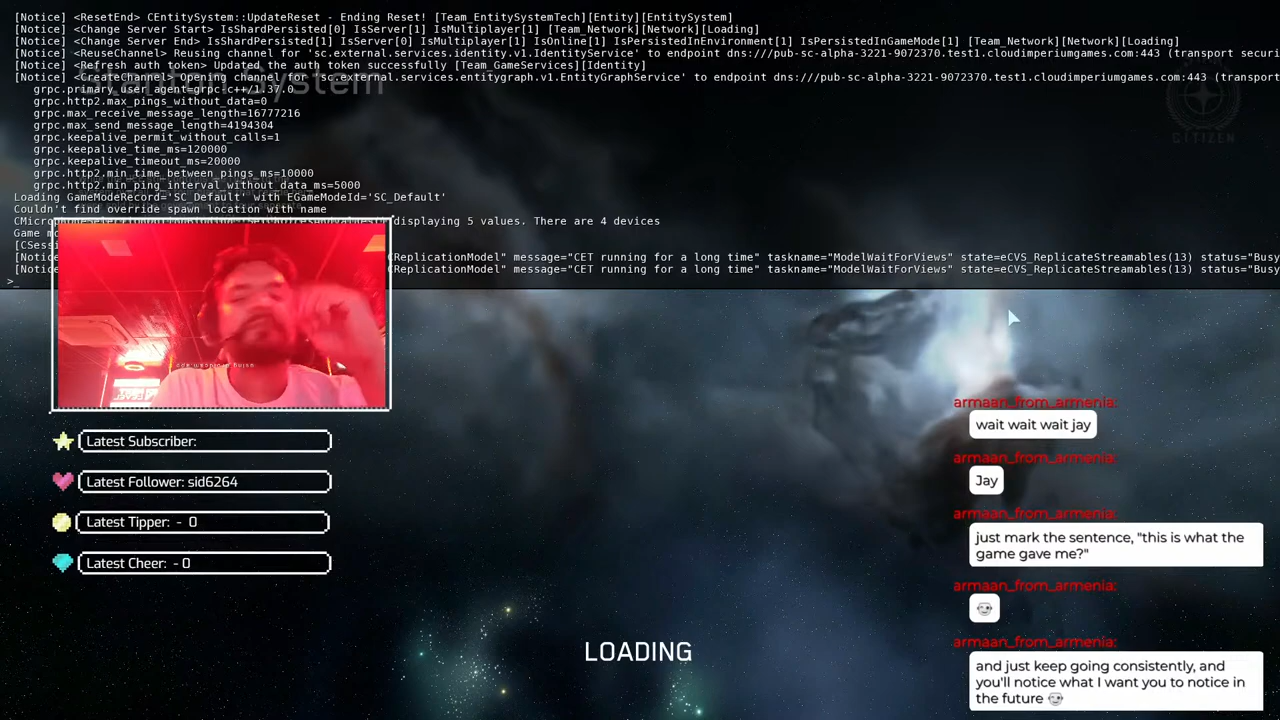 [Notice] <ResetEnd> CEntitySystem::UpdateReset - Ending Reset! [Team_EntitySystemTech][Entity][EntitySystem]
[Notice] <Change Server Start> IsShardPersisted[0] IsServer[0] IsMultiplayer[1] [Team_Network][Network][Loading]
[Notice] <Change Server End> IsShardPersisted[1] IsServer[0] IsMultiplayer[1] IsOnline[1] IsPersistedInEnvironment[1] IsPersistedInGameMode[1] [Team_Network][Network][Loading]
[Notice] <ReuseChannel> Reusing channel for 'sc.external.services.identity.v1.IdentityService' to endpoint dns:///pub-sc-alpha-3221-9072370.test1.cloudimperiumgames.com:443 (transport securi
[Notice] <Refresh auth token> Updated the auth token successfully [Team_GameServices][Identity]
[Notice] <CreateChannel> Open channel for 'sc.external.services.entitygraph.v1.EntityGraphService' to endpoint dns:///pub-sc-alpha-3221-9072370.test1.cloudimperiumgames.com:443 (transport
System
grpc.primary_user_agent=grpc-c++/1.37.0
grpc.http2.max_pings_without_data=0
grpc.max_receive_message_length=16777216
grpc.max_send_message_length=4194304
grpc.keepalive_permit_without_calls=1
grpc.keepalive_time_ms=120000
grpc.keepalive_timeout_ms=20000
grpc.http2.min_time_between_pings_ms=10000
grpc.http2.min_ping_interval_without_data_ms=5000
CITIZEN
Loading GameModeRecord='SC_Default' with EGameModeId='SC_Default'
Couldn't find override spawn location with name
displaying 5 values. There are 4 devices
Game mo
[CSess
[Notice ReplicationModel" message="CET running for a long time" taskname="ModelWaitForViews" state=eCVS_ReplicateStreamables(13) status="Busy
[Notice ReplicationModel" message="CET running for a long time" taskname="ModelWaitForViews" state=eCVS_ReplicateStreamables(13) status="Busy
>_
Latest Subscriber:
Latest Follower: sid6264
Latest Tipper: - 0
Latest Cheer: - 0
LOADING
armaan_from_armenia:
wait wait wait jay
armaan_from_armenia:
Jay
armaan_from_armenia:
just mark the sentence, "this is what the
game gave me?"
armaan_from_armenia:
armaan_from_armenia:
and just keep going consistently, and
you'll notice what I want you to notice in
the future